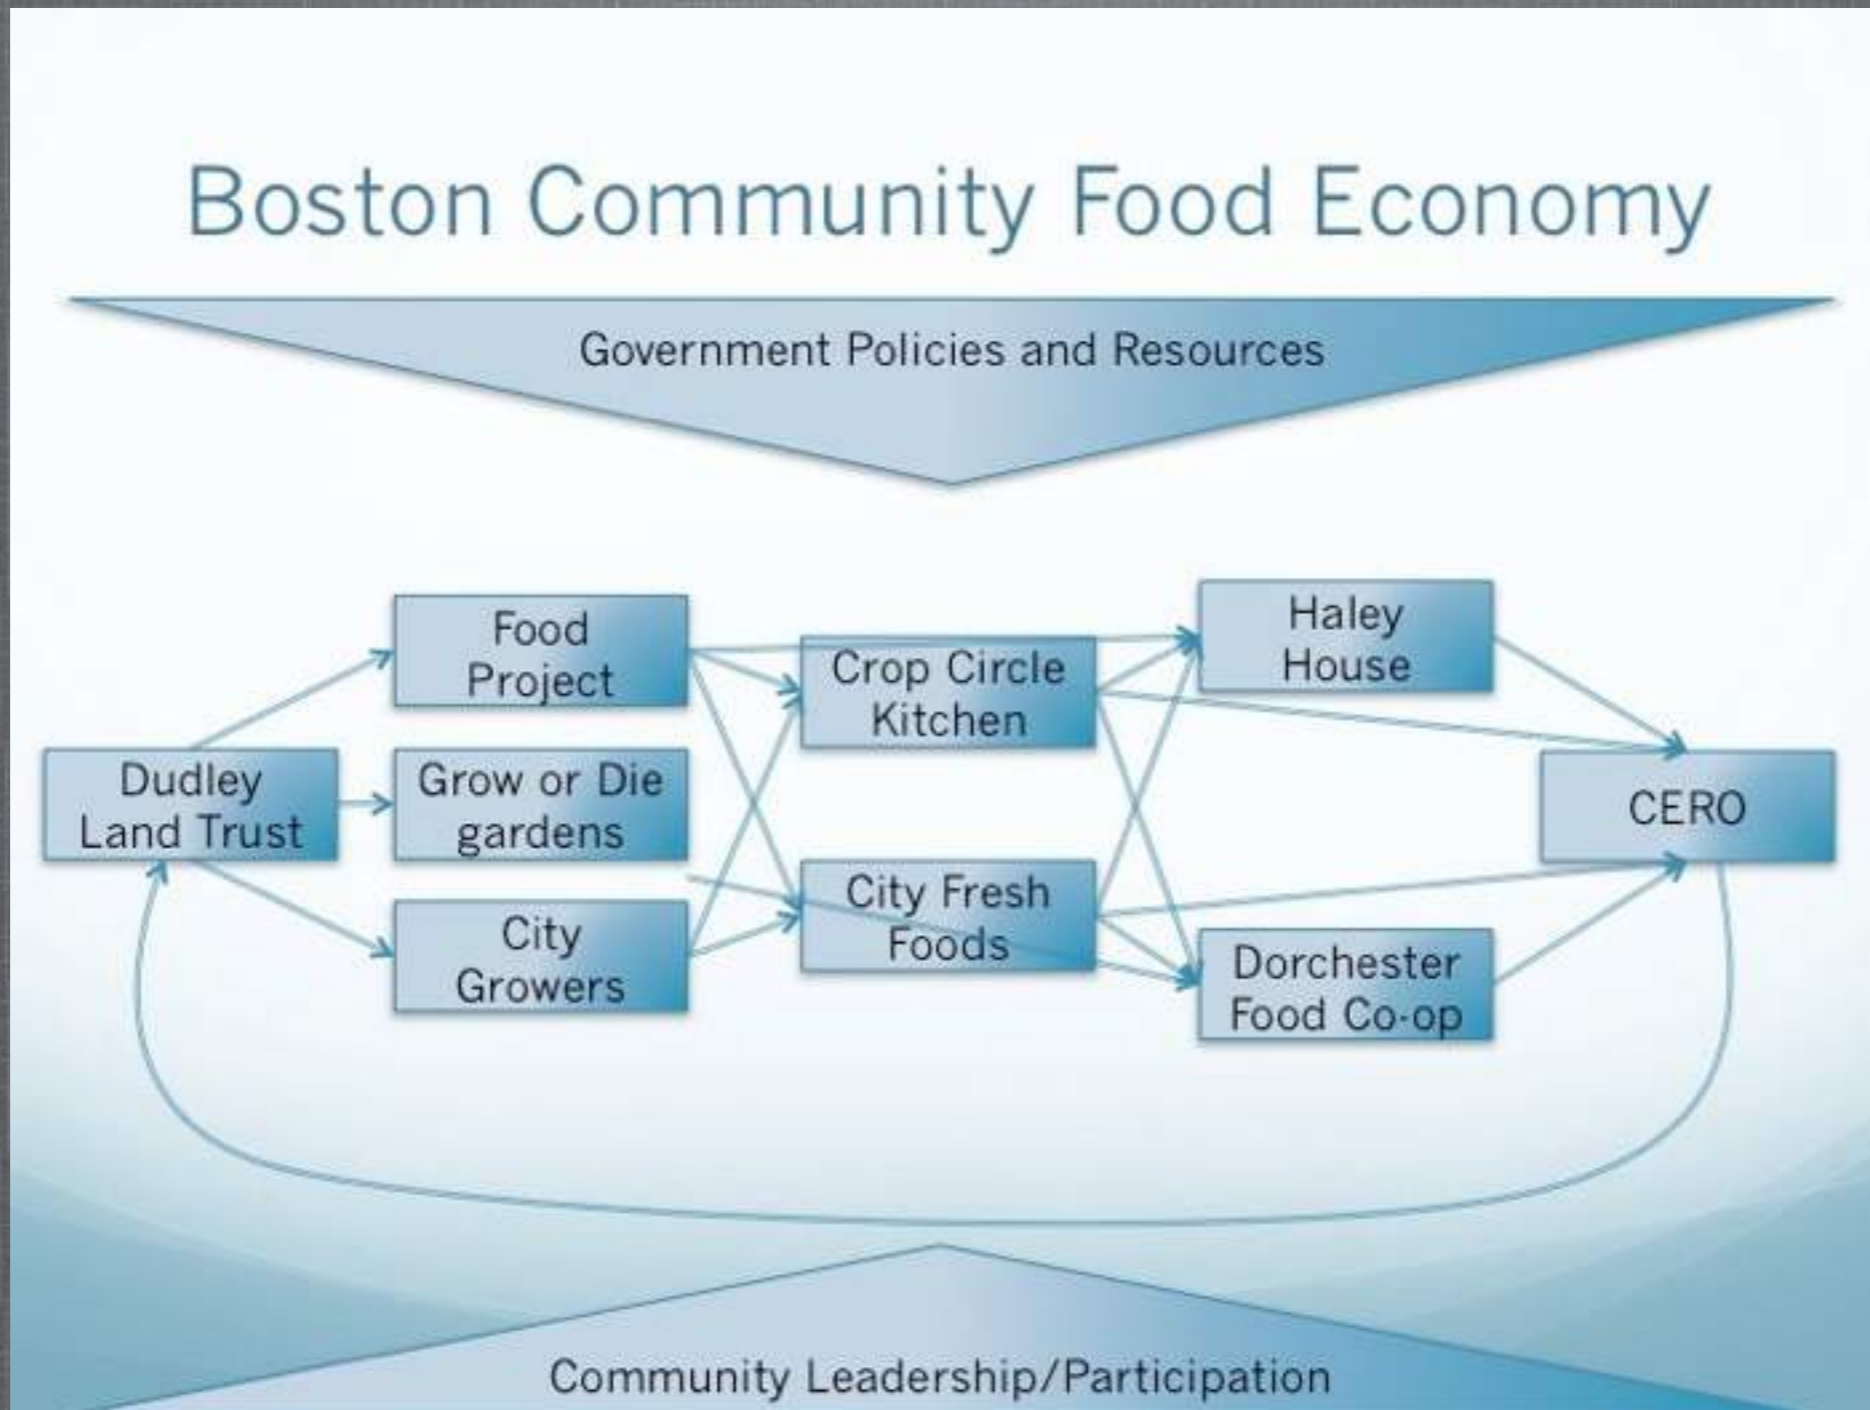 Boston Community Food Economy
Government Policies and Resources
Food
Project
Crop Circle
Kitchen
Haley
House
Dudley
Land Trust
Grow or Die
gardens
CERO
City
Growers
City Fresh
Foods
Dorchester
Food Co-op
Community Leadership/Participation